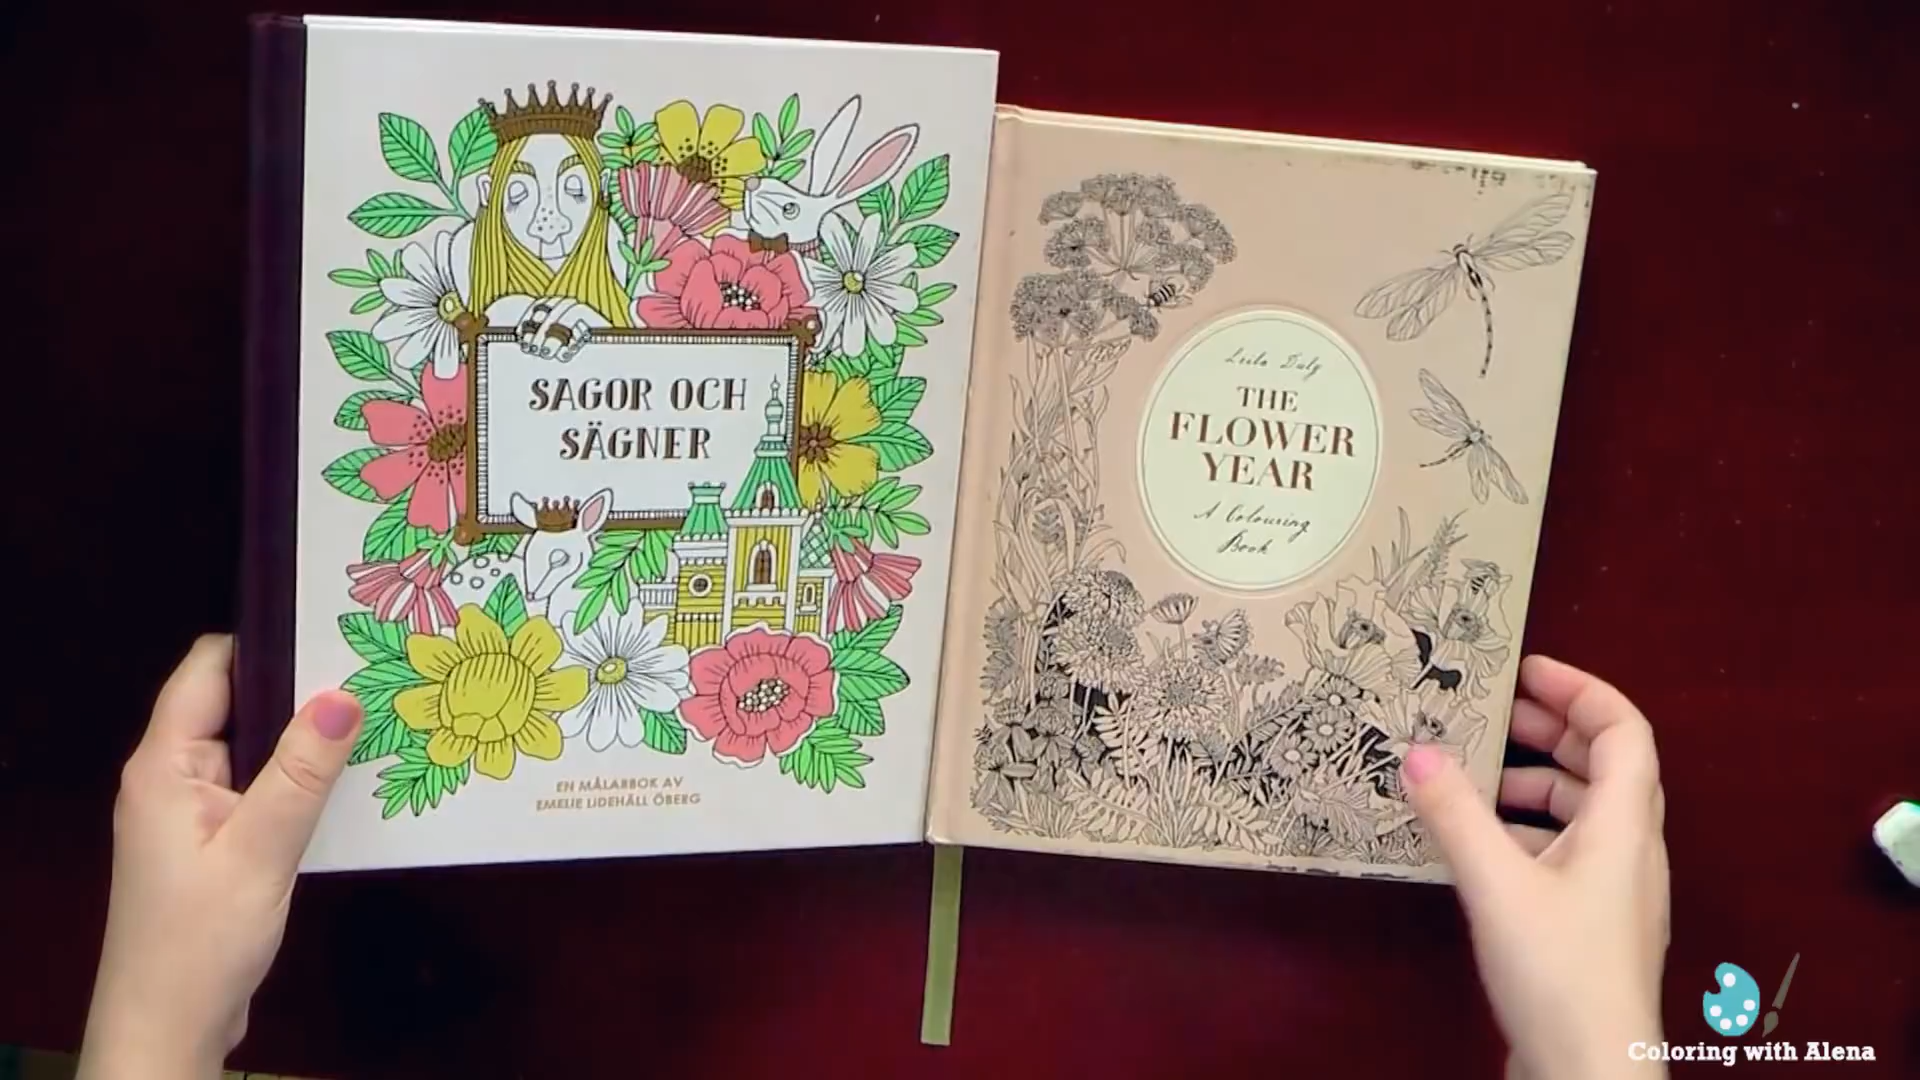 SAGOR OCH
SÄGNER
EN MÅLARBOK AV
EMELIE LIDEHÄLL ÖBERG
Leila Duly
THE
FLOWER
YEAR
A Colouring
Book
Coloring with Alena